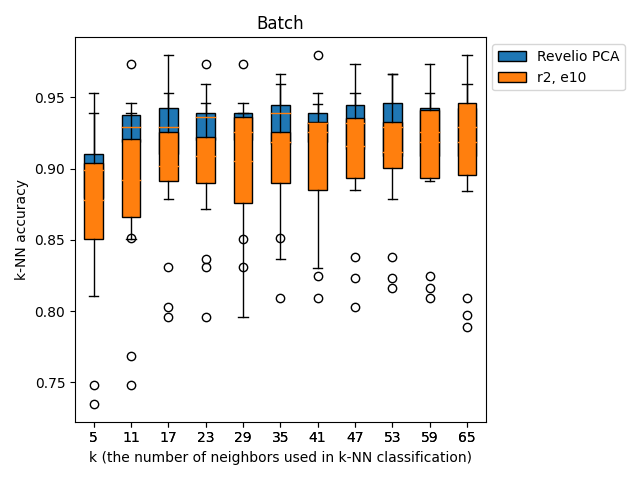 Batch
Revelio PCA
r2, e10
k-NN accuracy
0.95
0.90
0.85
0.80
0.75
5 11 17 23 29 35 41 47 53 59 65
k (the number of neighbors used in k-NN classification)